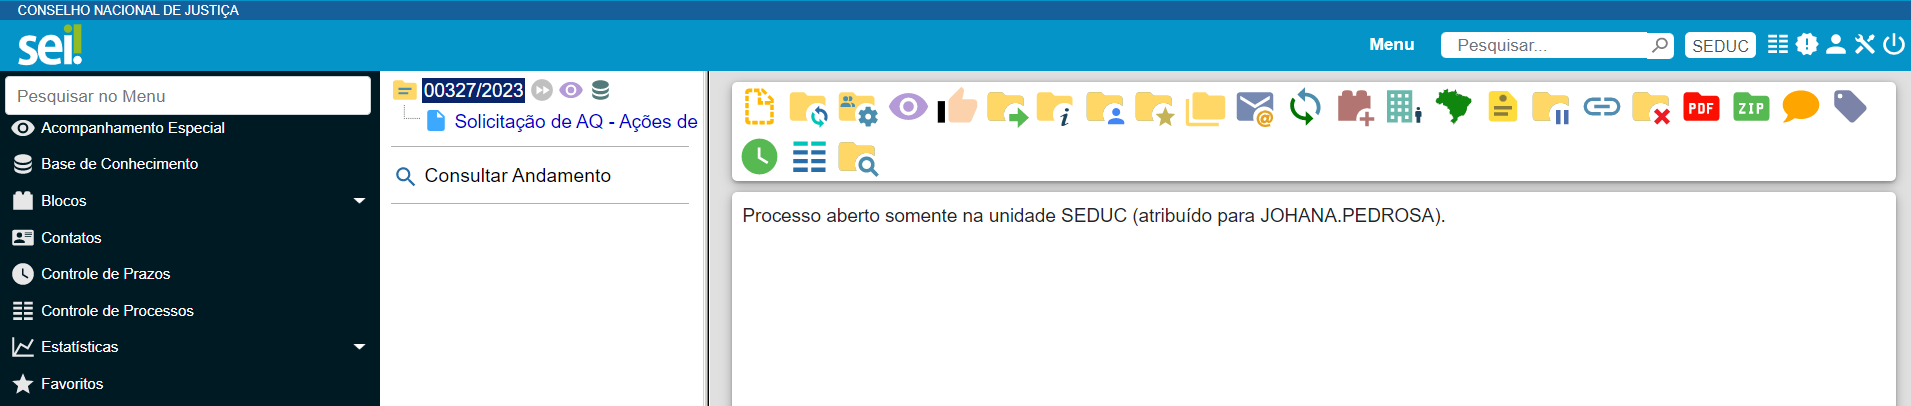 CONSELHO NACIONAL DE JUSTIÇA
sei!
Menu
Pesquisar...
SEDUC
Pesquisar no Menu
Acompanhamento Especial
Base de Conhecimento
Blocos
Contatos
Controle de Prazos
Controle de Processos
Estatísticas
Favoritos
00327/2023
Solicitação de AQ - Ações de
Consultar Andamento
PDF
ZIP
Processo aberto somente na unidade SEDUC (atribuído para JOHANA.PEDROSA).